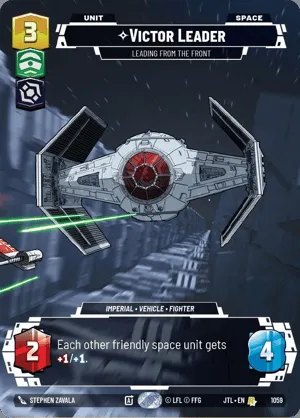 3
UNIT
SPACE
✧VICTOR LEADER
LEADING FROM THE FRONT
IMPERIAL • VEHICLE • FIGHTER
2
Each other friendly space unit gets
+1/+1.
4
STEPHEN ZAVALA
© LFL © FFG
JTL • EN
1059